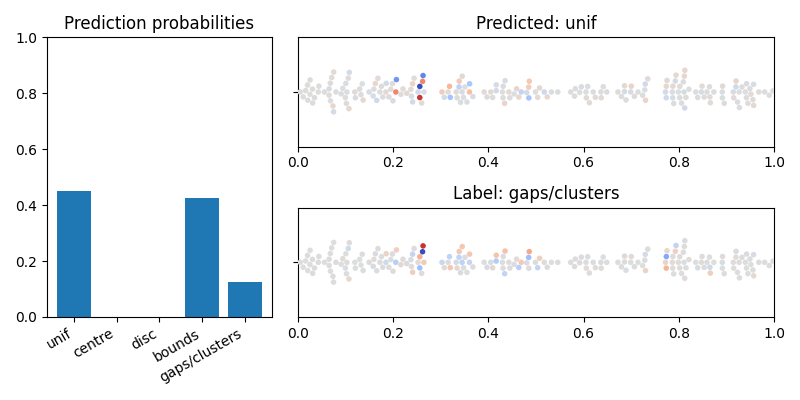 Prediction probabilities
1.0
0.8
0.6
0.4
0.2
0.0
unif
centre
disc
bounds
gaps/clusters
Predicted: unif
0.0 0.2 0.4 0.6 0.8 1.0
Label: gaps/clusters
0.0 0.2 0.4 0.6 0.8 1.0